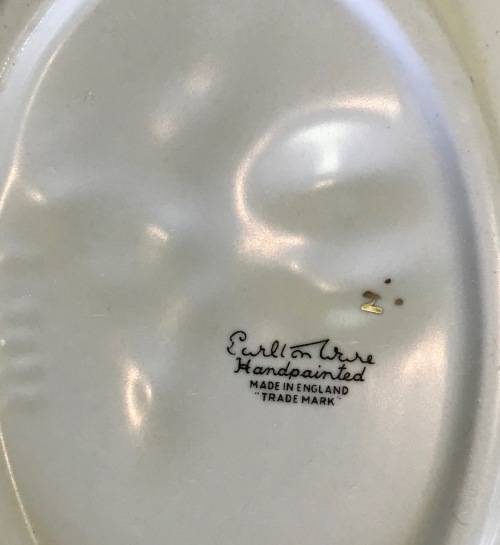 Carlton Ware
Handpainted
MADE IN ENGLAND
"TRADE MARK"